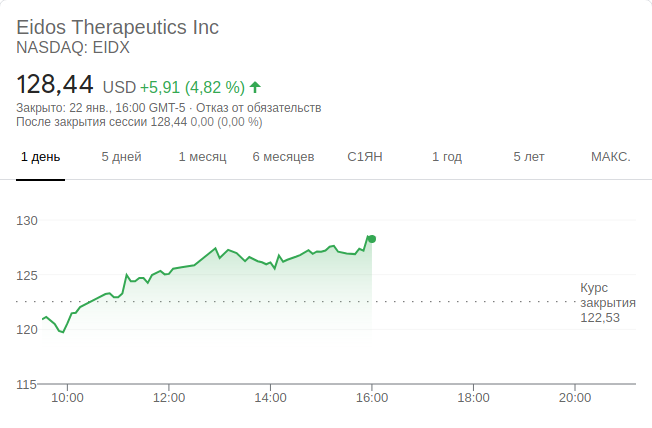 Eidos Therapeutics Inc
NASDAQ: EIDX
128,44 USD +5,91 (4,82 %)
Закрыто: 22 янв., 16:00 GMT-5 · Отказ от обязательств
После закрытия сессии 128,44 0,00 (0,00 %)
1 день 5 дней 1 месяц 6 месяцев С1ЯН 1 год 5 лет МАКС.
130
125
Курс
закрытия
122,53
120
115
10:00 12:00 14:00 16:00 18:00 20:00